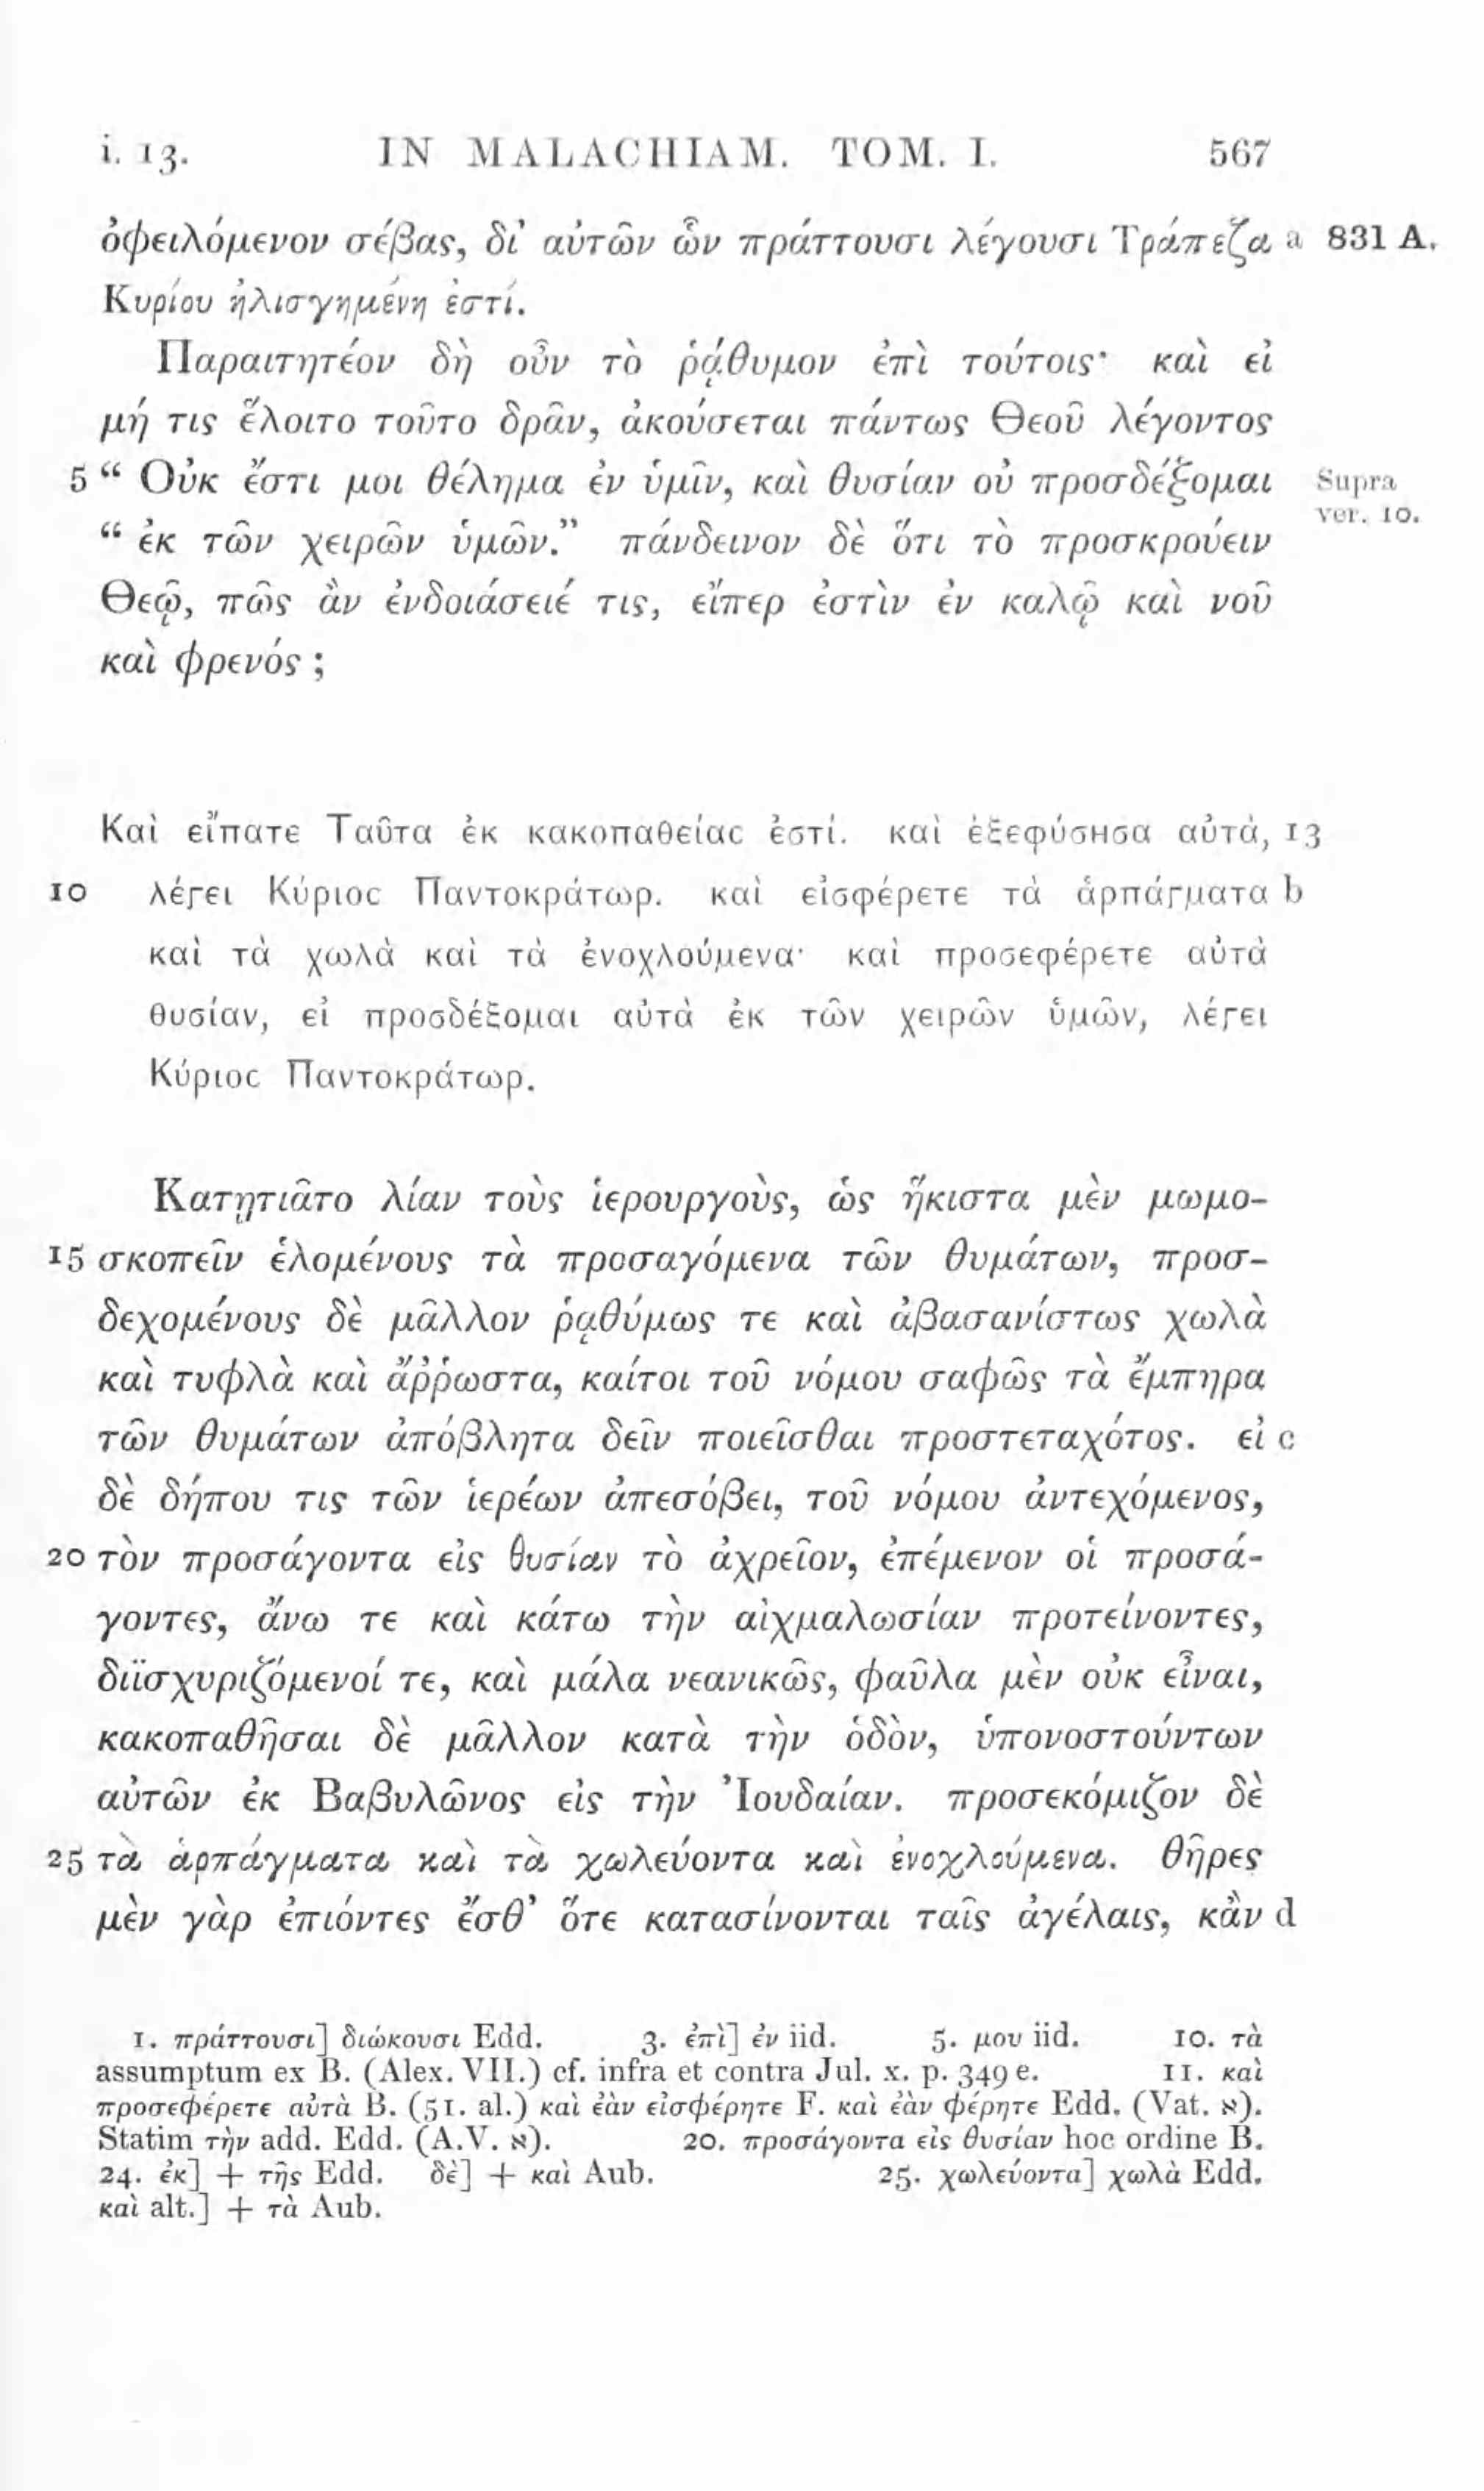 i. 13. IN MALACHIAM. TOM. I. 567
ὀφειλόμενον σέβας, δι᾽ αὐτῶν ὧν πράττουσι λέγουσι Τράπεζα a 831 A.
Κυρίου ἠλισγημένη ἐστί.
Παραιτητέον δὴ οὖν τὸ ῥᾴθυμον ἐπὶ τούτοις· καὶ εἰ
μή τις ἕλοιτο τοῦτο δρᾶν, ἀκούσεται πάντως Θεοῦ λέγοντος
5 “ Οὐκ ἔστι μοι θέλημα ἐν ὑμῖν, καὶ θυσίαν οὐ προσδέξομαι Supra
“ ἐκ τῶν χειρῶν ὑμῶν.” πάνδεινον δὲ ὅτι τὸ προσκρούειν ver. 10.
Θεῷ, πῶς ἂν ἐνδοιάσειέ τις, εἴπερ ἐστὶν ἐν καλῷ καὶ νοῦ
καὶ φρενός ;
Καὶ εἴπατε Ταῦτα ἐκ κακοπαθείας ἐστί. καὶ ἐξεφύσησα αὐτὰ, 13
10 λέγει Κύριος Παντοκράτωρ. καὶ εἰσφέρετε τὰ ἁρπάγματα b
καὶ τὰ χωλὰ καὶ τὰ ἐνοχλούμενα· καὶ προσεφέρετε αὐτὰ
θυσίαν, εἰ προσδέξομαι αὐτὰ ἐκ τῶν χειρῶν ὑμῶν, λέγει
Κύριος Παντοκράτωρ.
Κατῃτιᾶτο λίαν τοὺς ἱερουργοὺς, ὡς ἥκιστα μὲν μωμο-
15 σκοπεῖν ἑλομένους τὰ προσαγόμενα τῶν θυμάτων, προσ-
δεχομένους δὲ μᾶλλον ῥᾳθύμως τε καὶ ἀβασανίστως χωλὰ
καὶ τυφλὰ καὶ ἄῤῥωστα, καίτοι τοῦ νόμου σαφῶς τὰ ἔμπηρα
τῶν θυμάτων ἀπόβλητα δεῖν ποιεῖσθαι προστεταχότος. εἰ c
δὲ δήπου τις τῶν ἱερέων ἀπεσόβει, τοῦ νόμου ἀντεχόμενος,
20 τὸν προσάγοντα εἰς θυσίαν τὸ ἀχρεῖον, ἐπέμενον οἱ προσά-
γοντες, ἄνω τε καὶ κάτω τὴν αἰχμαλωσίαν προτείνοντες,
διϊσχυριζόμενοί τε, καὶ μάλα νεανικῶς, φαῦλα μὲν οὐκ εἶναι,
κακοπαθῆσαι δὲ μᾶλλον κατὰ τὴν ὁδὸν, ὑπονοστούντων
αὐτῶν ἐκ Βαβυλῶνος εἰς τὴν Ἰουδαίαν. προσεκόμιζον δὲ
25 τὰ ἁρπάγματα καὶ τὰ χωλεύοντα καὶ ἐνοχλούμενα. θῆρες
μὲν γὰρ ἐπιόντες ἔσθ᾽ ὅτε κατασίνονται ταῖς ἀγέλαις, κἂν d
1. πράττουσι] διώκουσι Edd. 3. ἐπὶ] ἐν iid. 5. μου iid. 10. τὰ
assumptum ex B. (Alex. VII.) cf. infra et contra Jul. x. p. 349 e. 11. καὶ
προσεφέρετε αὐτὰ B. (51. al.) καὶ ἐὰν εἰσφέρητε F. καὶ ἐὰν φέρητε Edd. (Vat. א).
Statim τὴν add. Edd. (A.V. א). 20. προσάγοντα εἰς θυσίαν hoc ordine B.
24. ἐκ] + τῆς Edd. δὲ] + καὶ Aub. 25. χωλεύοντα] χωλὰ Edd.
καὶ alt.] + τὰ Aub.